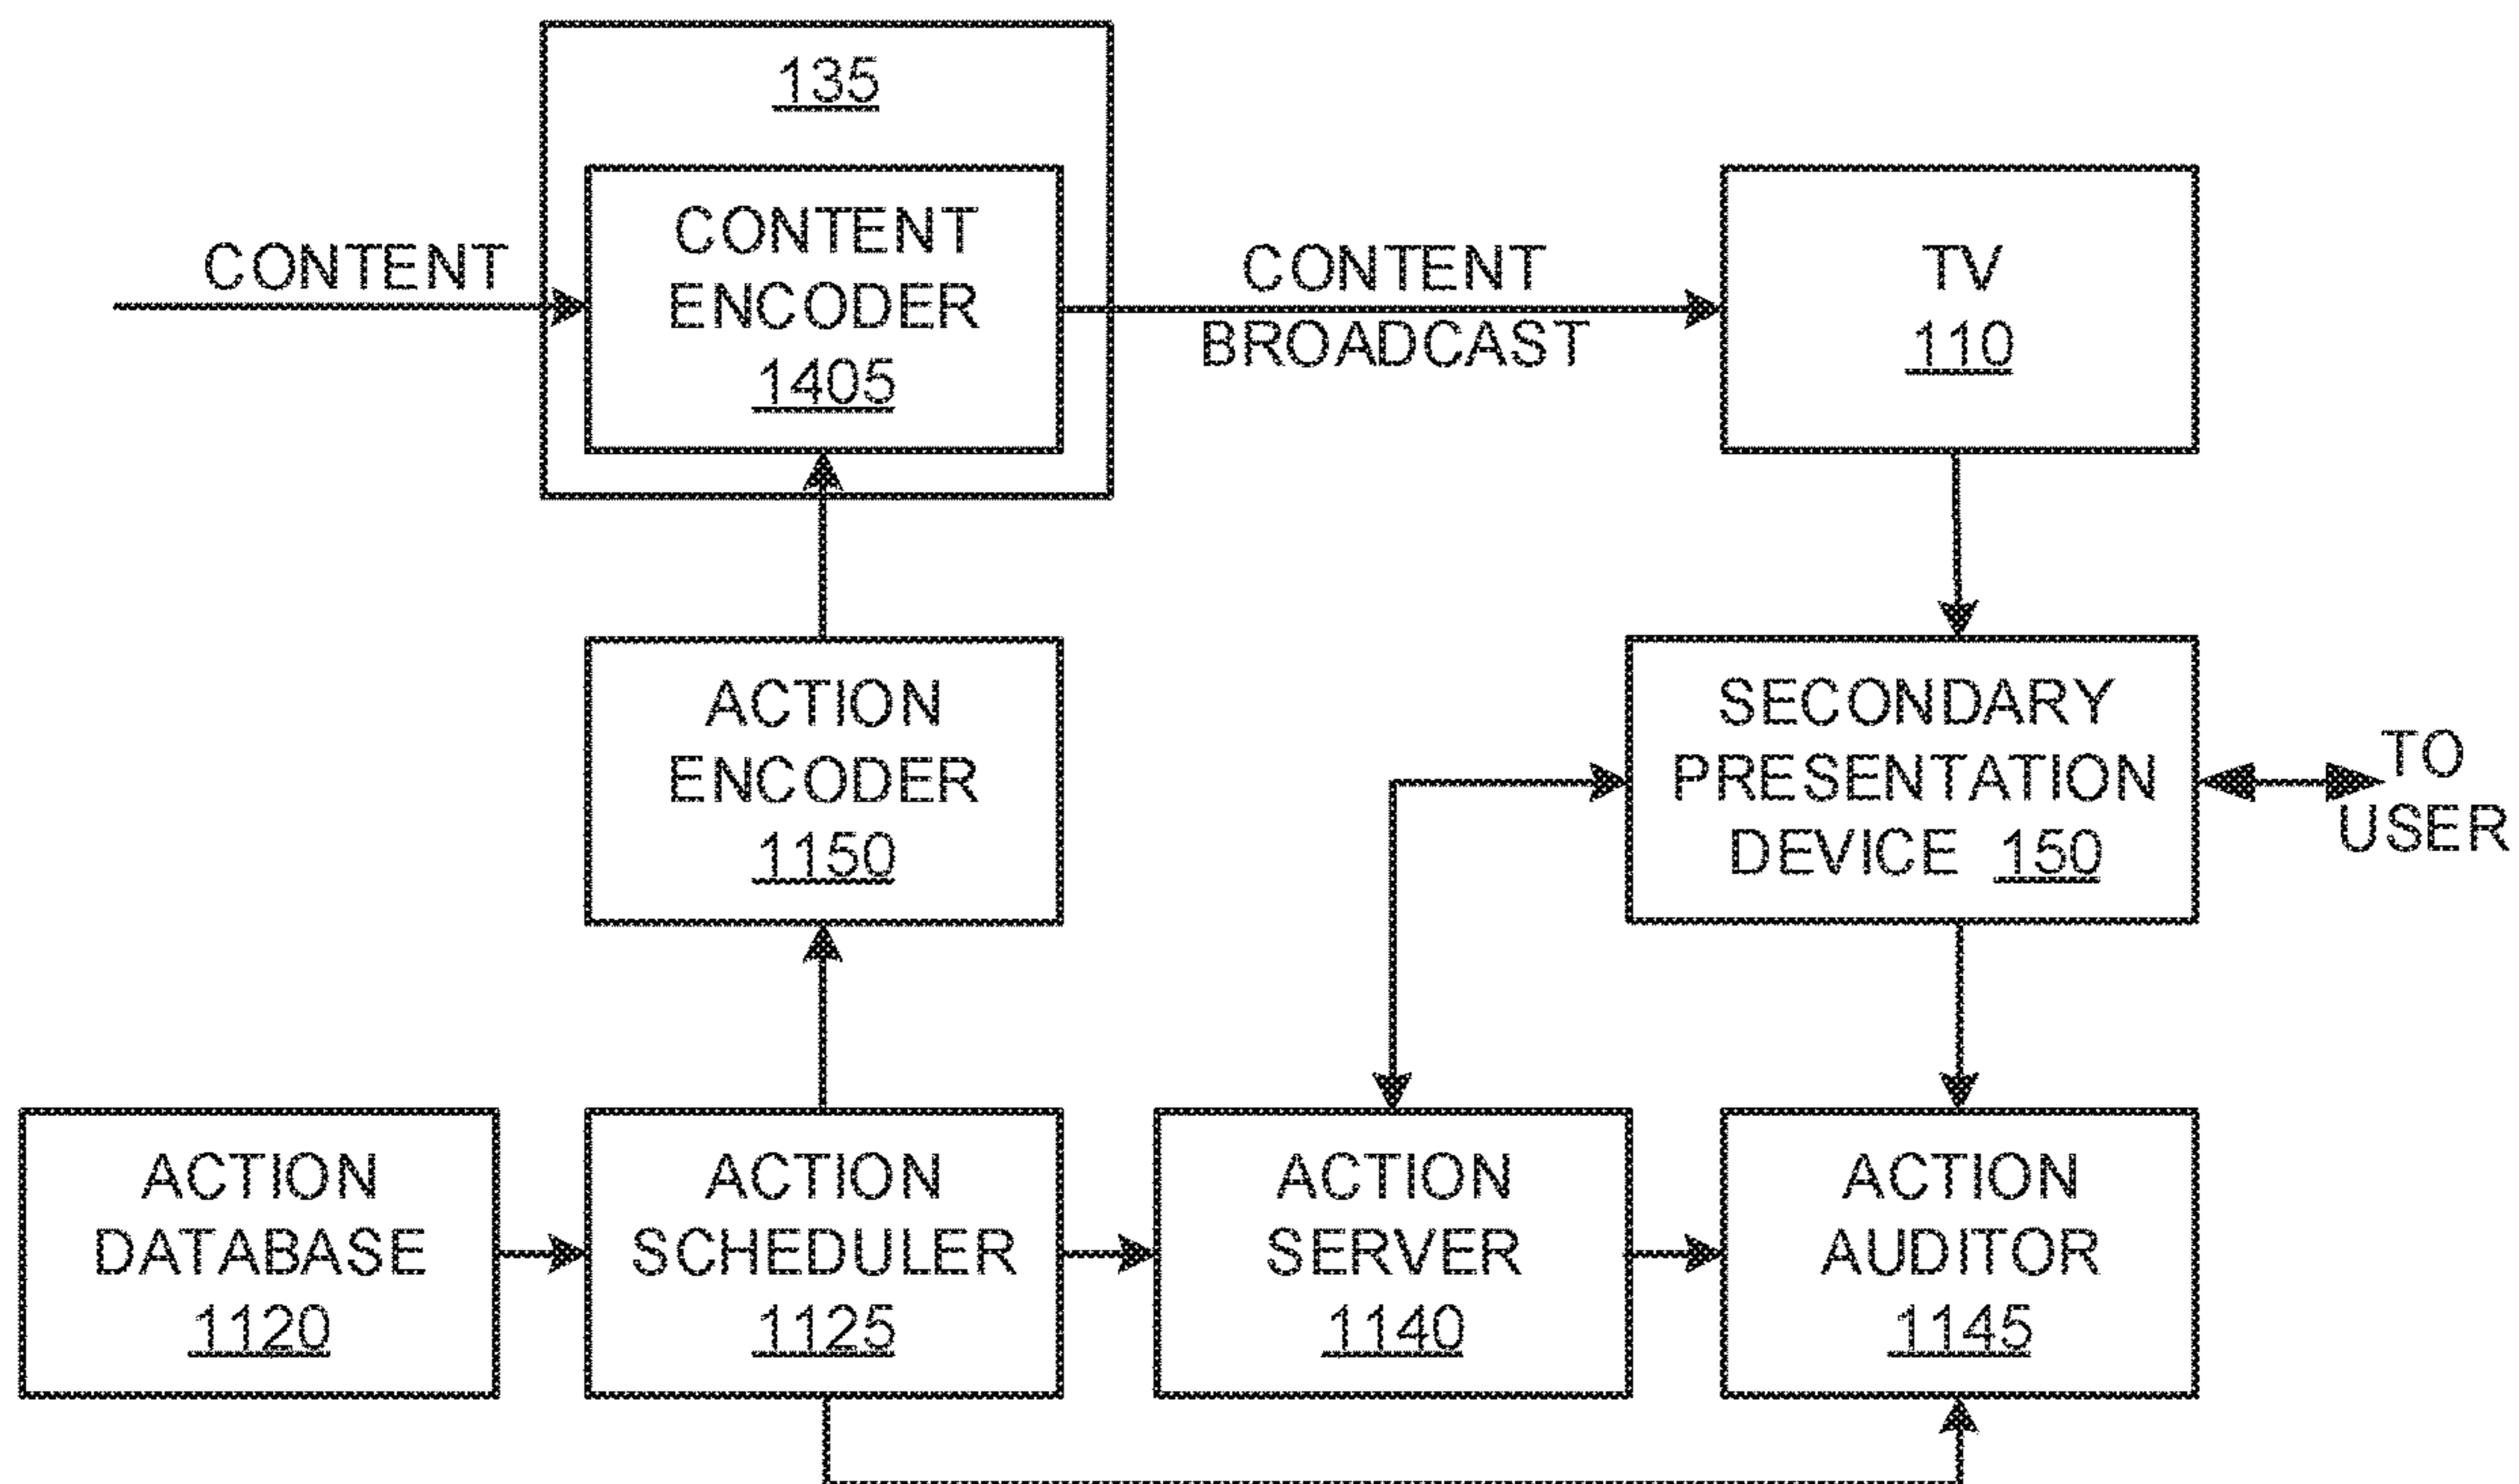 135
CONTENT
CONTENT
ENCODER
1405
CONTENT
BROADCAST
TV
110
ACTION
ENCODER
1150
SECONDARY
PRESENTATION
DEVICE 150
TO
USER
ACTION
DATABASE
1120
ACTION
SCHEDULER
1125
ACTION
SERVER
1140
ACTION
AUDITOR
1145